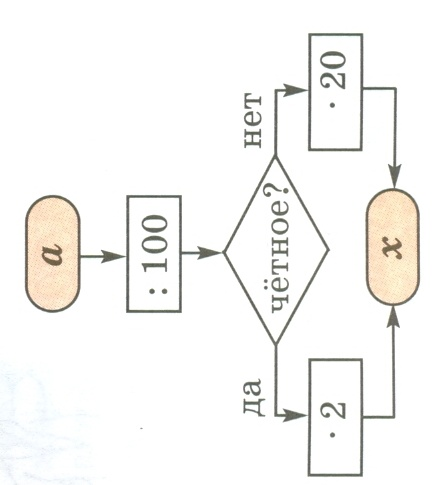 a
: 100
чётное?
да
нет
· 2
· 20
x